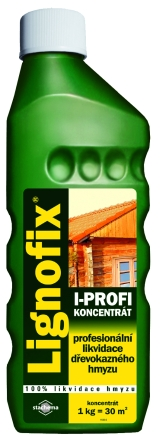 Lignofix®
I-PROFI
KONCENTRÁT
profesionální
likvidace
dřevokazného
hmyzu
100% likvidace hmyzu
stachema
koncentrát
1 kg = 30 m²